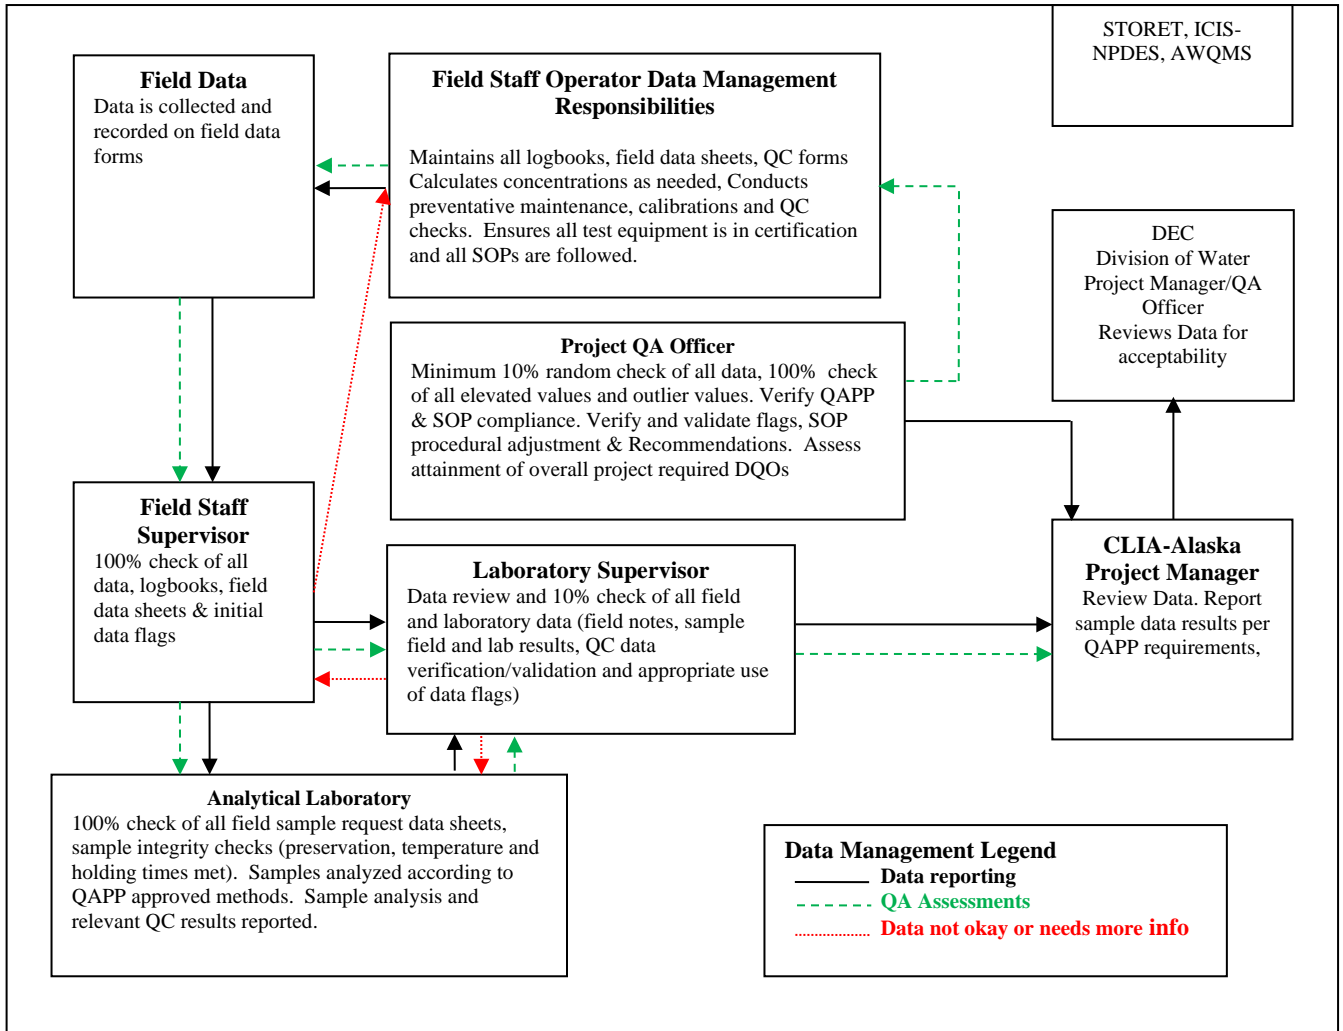 STORET, ICIS-
NPDES, AWQMS
Field Data
Data is collected and
recorded on field data
forms
Field Staff Operator Data Management
Responsibilities
Maintains all logbooks, field data sheets, QC forms
Calculates concentrations as needed, Conducts
preventative maintenance, calibrations and QC
checks.  Ensures all test equipment is in certification
and all SOPs are followed.
DEC
Division of Water
Project Manager/QA
Officer
Reviews Data for
acceptability
Project QA Officer
Minimum 10% random check of all data, 100%  check
of all elevated values and outlier values. Verify QAPP
& SOP compliance. Verify and validate flags, SOP
procedural adjustment & Recommendations.  Assess
attainment of overall project required DQOs
Field Staff
Supervisor
100% check of all
data, logbooks, field
data sheets & initial
data flags
Laboratory Supervisor
Data review and 10% check of all field
and laboratory data (field notes, sample
field and lab results, QC data
verification/validation and appropriate use
of data flags)
CLIA-Alaska
Project Manager
Review Data. Report
sample data results per
QAPP requirements,
Analytical Laboratory
100% check of all field sample request data sheets,
sample integrity checks (preservation, temperature and
holding times met).  Samples analyzed according to
QAPP approved methods.  Sample analysis and
relevant QC results reported.
Data Management Legend
Data reporting
QA Assessments
Data not okay or needs more info